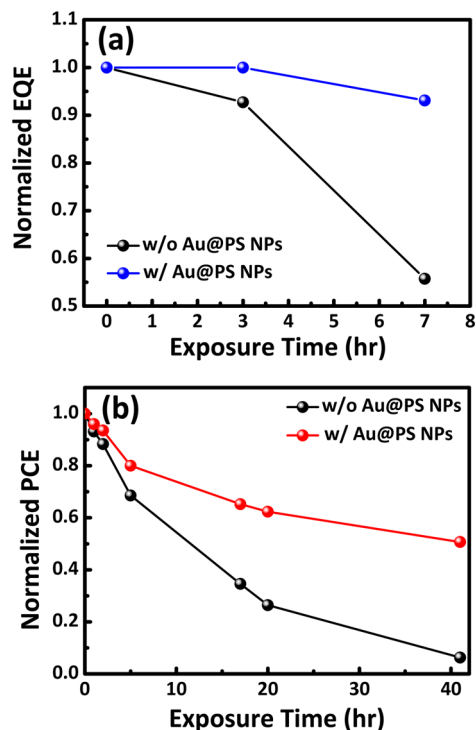 (a)
1.1
1.0
0.9
0.8
0.7
0.6
0.5
Normalized EQE
w/o Au@PS NPs
w/ Au@PS NPs
0 1 2 3 4 5 6 7 8
Exposure Time (hr)
(b)
1.0
0.8
0.6
0.4
0.2
0.0
Normalized PCE
w/o Au@PS NPs
w/ Au@PS NPs
0 10 20 30 40
Exposure Time (hr)